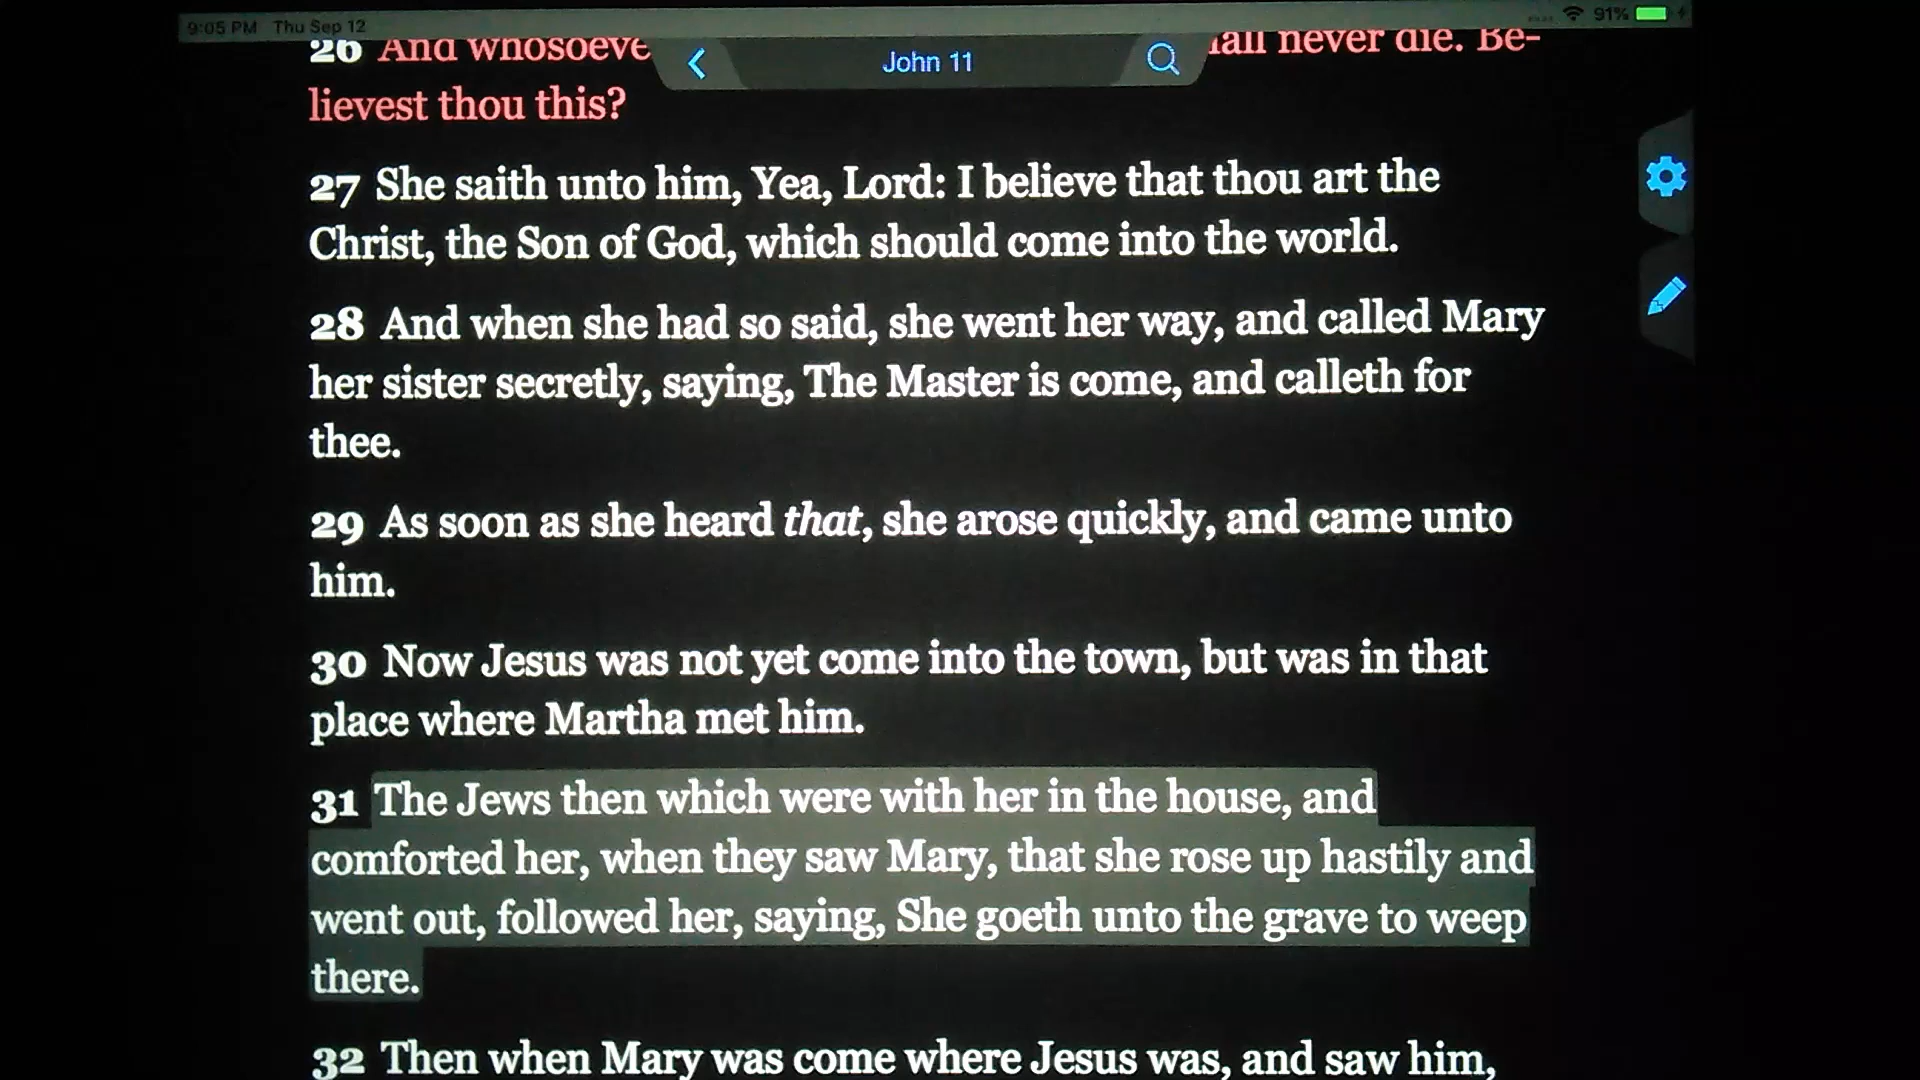 9:05 PM Thu Sep 12
91%
John 11
26 And whosoeve
never die. Be-
lievest thou this?
27 She saith unto him, Yea, Lord: I believe that thou art the
Christ, the Son of God, which should come into the world.
28 And when she had so said, she went her way, and called Mary
her sister secretly, saying, The Master is come, and calleth for
thee.
29 As soon as she heard that, she arose quickly, and came unto
him.
30 Now Jesus was not yet come into the town, but was in that
place where Martha met him.
31 The Jews then which were with her in the house, and
comforted her, when they saw Mary, that she rose up hastily and
went out, followed her, saying, She goeth unto the grave to weep
there.
32 Then when Mary was come where Jesus was, and saw him,